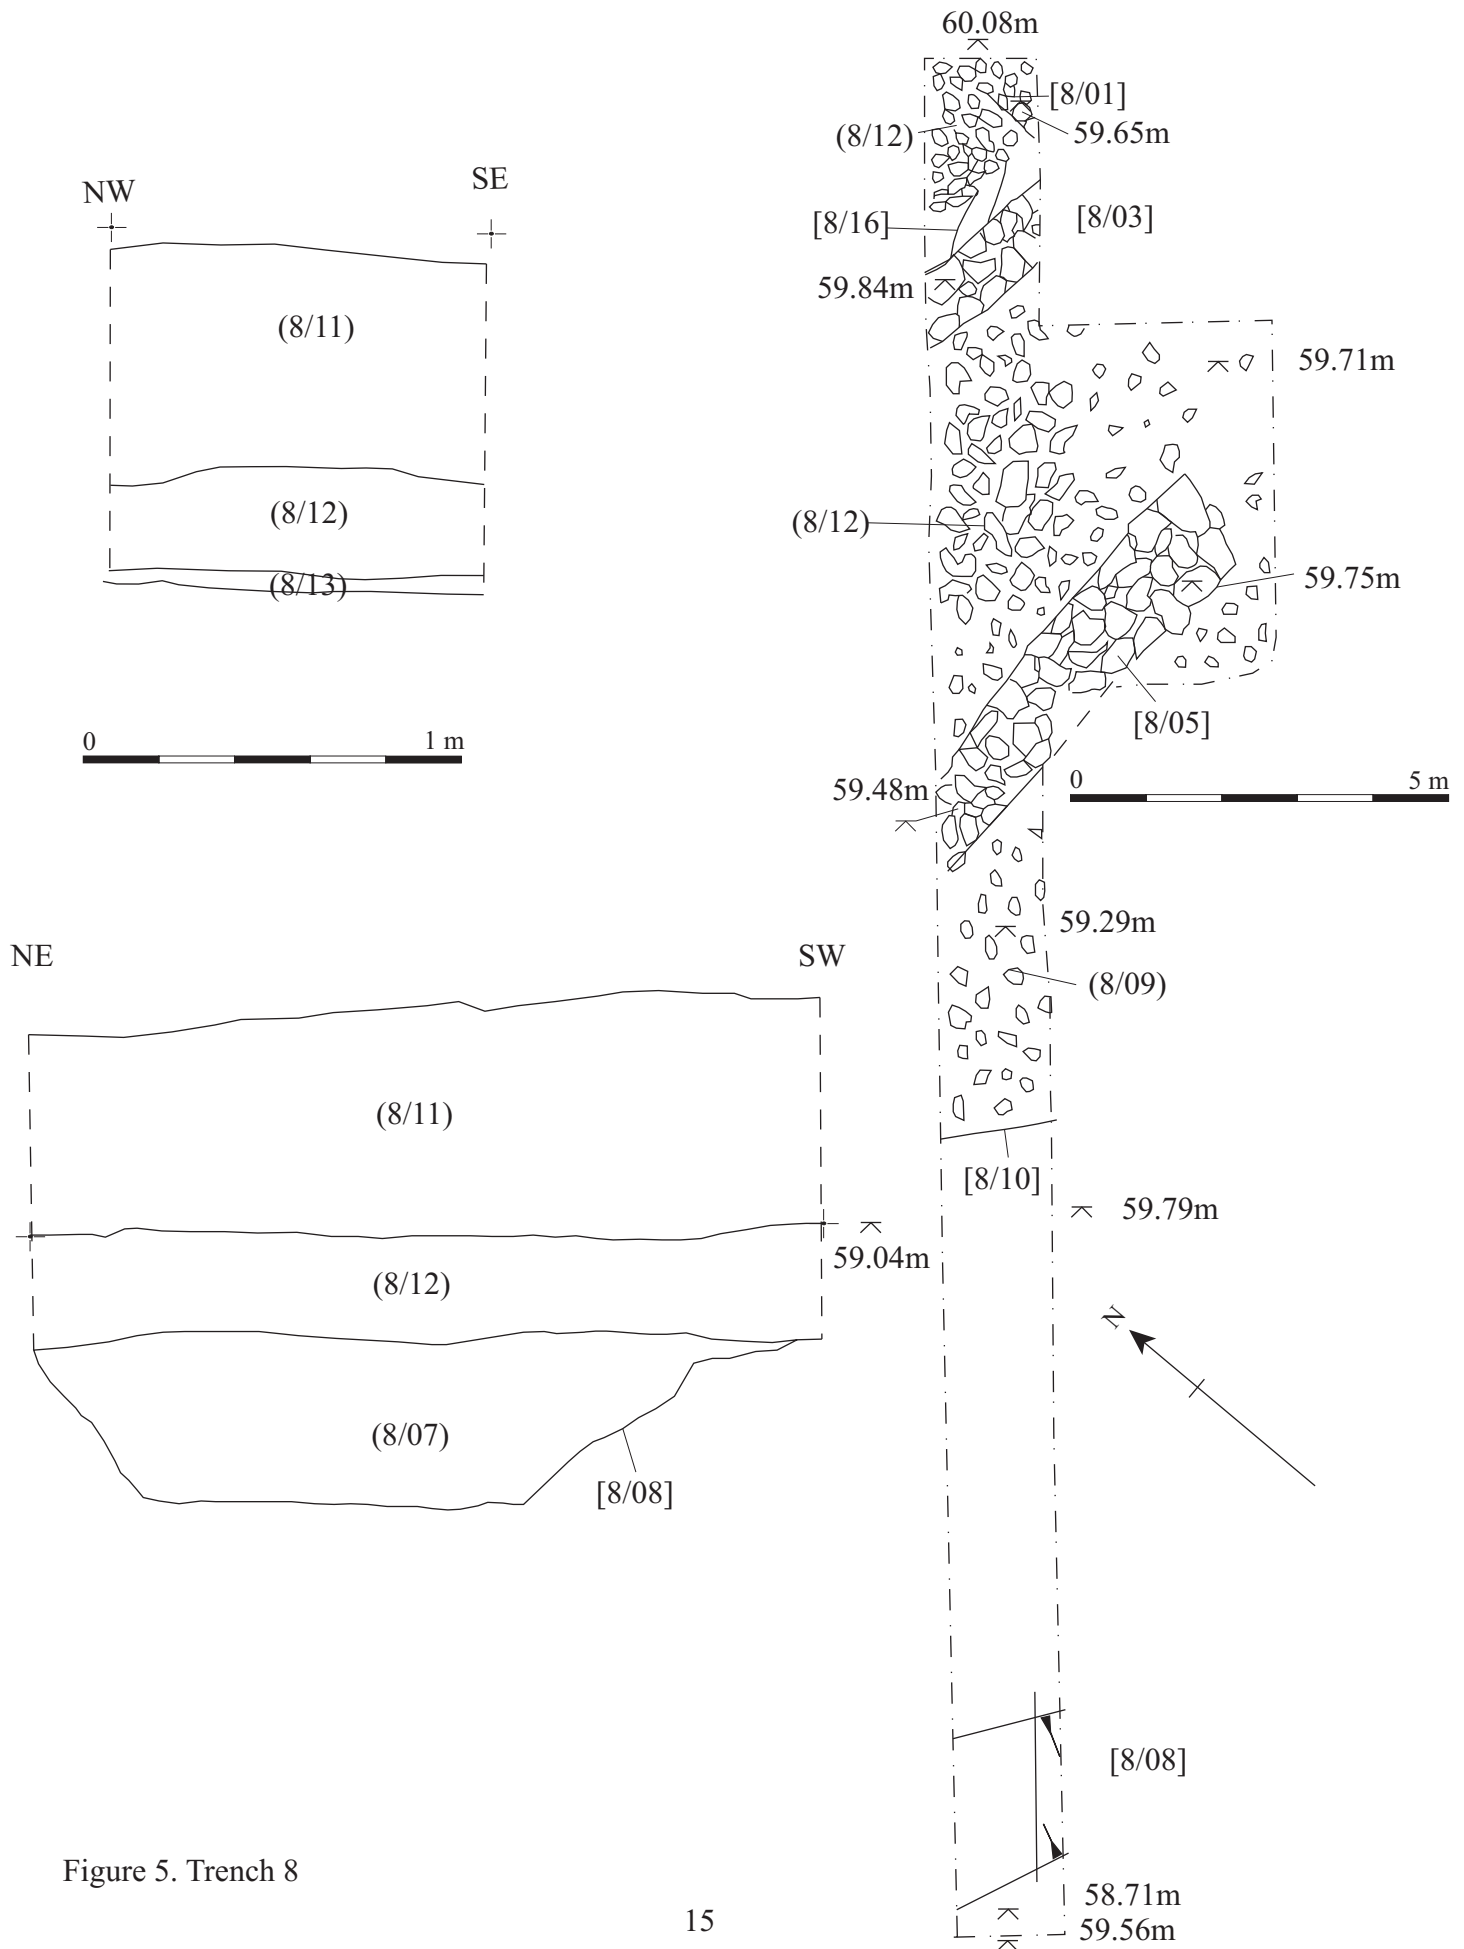 60.08m
[8/01]
(8/12)
59.65m
NW
SE
[8/16]
[8/03]
59.84m
(8/11)
59.71m
(8/12)
(8/12)
(8/13)
59.75m
[8/05]
0
1 m
59.48m
0
5 m
59.29m
NE
SW
(8/09)
(8/11)
[8/10]
59.79m
59.04m
(8/12)
N
(8/07)
[8/08]
[8/08]
Figure 5. Trench 8
58.71m
59.56m
15